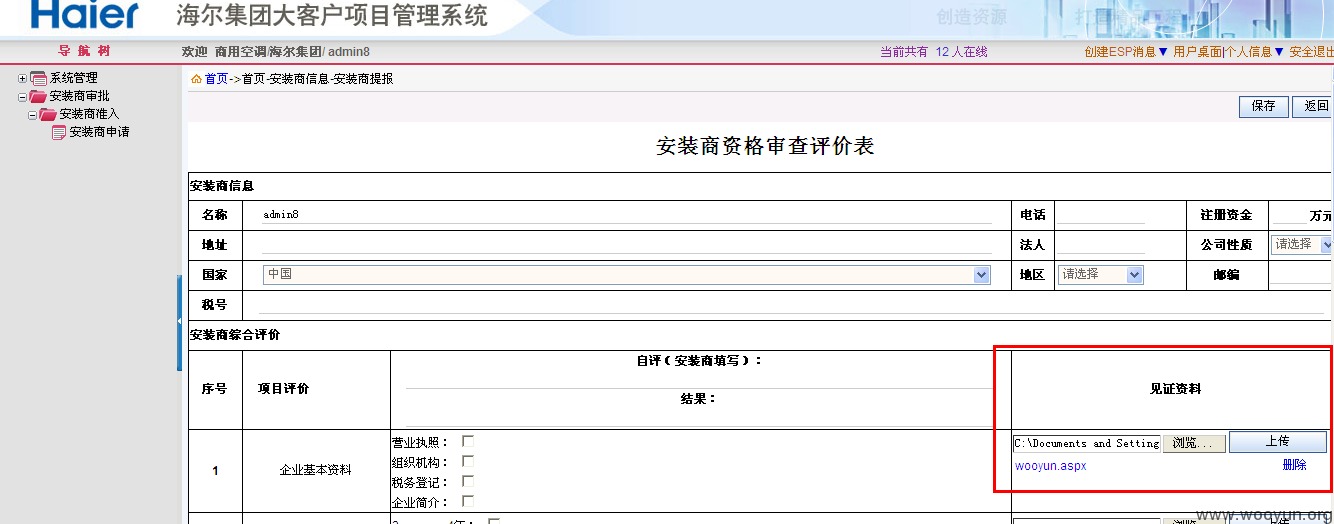 Haier 海尔集团大客户项目管理系统 创造资源
导 航 树 欢迎 商用空调/海尔集团/ admin8 当前共有 12 人在线 创建ESP消息▼ 用户桌面|个人信息▼ 安全退出
系统管理
安装商审批
安装商准入
安装商申请
首页->首页-安装商信息-安装商提报
保存 返回
安装商资格审查评价表
安装商信息
名称 admin8 电话 注册资金 万元
地址 法人 公司性质 请选择
国家 中国 地区 请选择 邮编
税号
安装商综合评价
序号 项目评价 自评（安装商填写）： 结果： 见证资料
1 企业基本资料
营业执照：
组织机构：
税务登记：
企业简介：
C:\Documents and Setting 浏览... 上传
wooyun.aspx 删除
www.wooyun.org